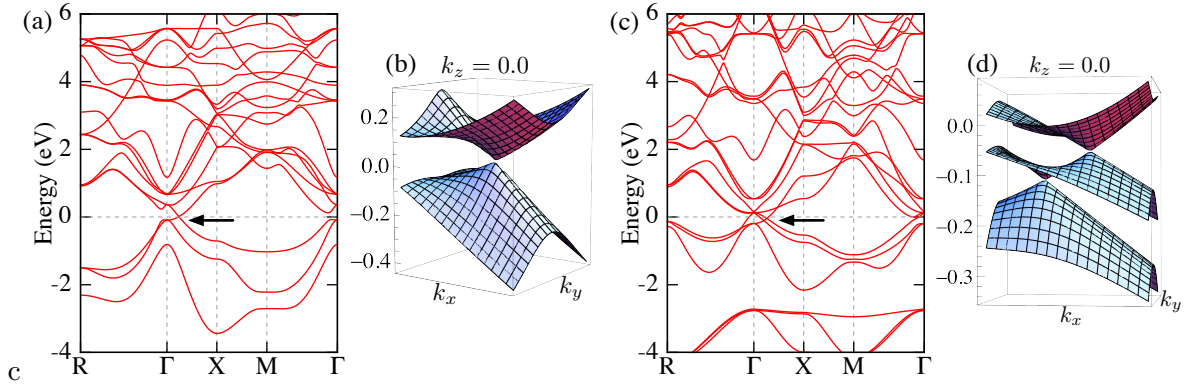 (a)
Energy (eV)
6
4
2
0
-2
-4
R Γ X M Γ
(b)
k_z = 0.0
0.2
0.0
−0.2
−0.4
k_x
k_y
(c)
Energy (eV)
6
4
2
0
-2
-4
R Γ X M Γ
(d)
k_z = 0.0
0.0
−0.1
−0.2
−0.3
k_x
k_y
c